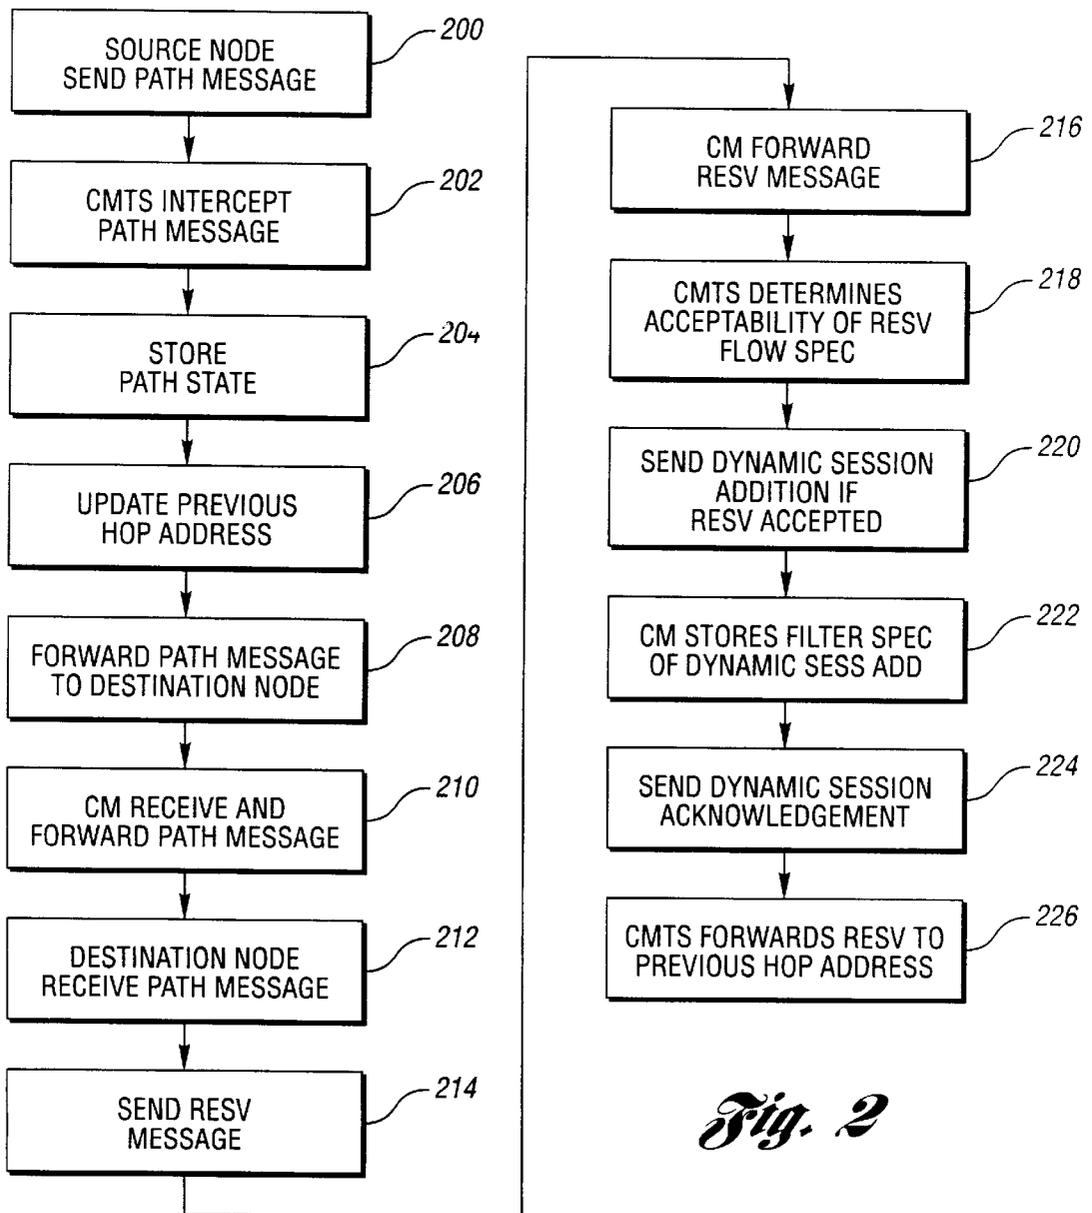 SOURCE NODE
SEND PATH MESSAGE
200
CMTS INTERCEPT
PATH MESSAGE
202
STORE
PATH STATE
204
UPDATE PREVIOUS
HOP ADDRESS
206
FORWARD PATH MESSAGE
TO DESTINATION NODE
208
CM RECEIVE AND
FORWARD PATH MESSAGE
210
DESTINATION NODE
RECEIVE PATH MESSAGE
212
SEND RESV
MESSAGE
214
CM FORWARD
RESV MESSAGE
216
CMTS DETERMINES
ACCEPTABILITY OF RESV
FLOW SPEC
218
SEND DYNAMIC SESSION
ADDITION IF
RESV ACCEPTED
220
CM STORES FILTER SPEC
OF DYNAMIC SESS ADD
222
SEND DYNAMIC SESSION
ACKNOWLEDGEMENT
224
CMTS FORWARDS RESV TO
PREVIOUS HOP ADDRESS
226
Fig. 2